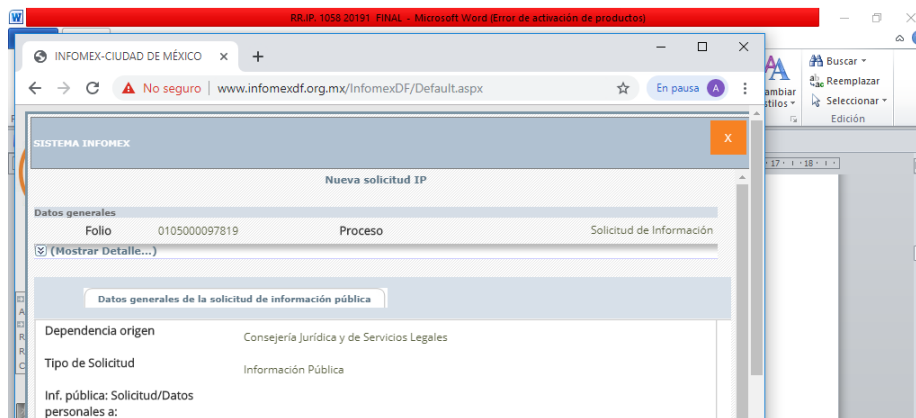 W
RR.IP. 1058 20191 FINAL - Microsoft Word (Error de activación de productos)
INFOMEX-CIUDAD DE MÉXICO
No seguro | www.infomexdf.org.mx/InfomexDF/Default.aspx
En pausa A
Buscar
Reemplazar
Seleccionar
Edición
SISTEMA INFOMEX
X
17 18
Nueva solicitud IP
Datos generales
Folio 0105000097819 Proceso Solicitud de Información
(Mostrar Detalle...)
Datos generales de la solicitud de información pública
Dependencia origen Consejería Jurídica y de Servicios Legales
Tipo de Solicitud Información Pública
Inf. pública: Solicitud/Datos
personales a: